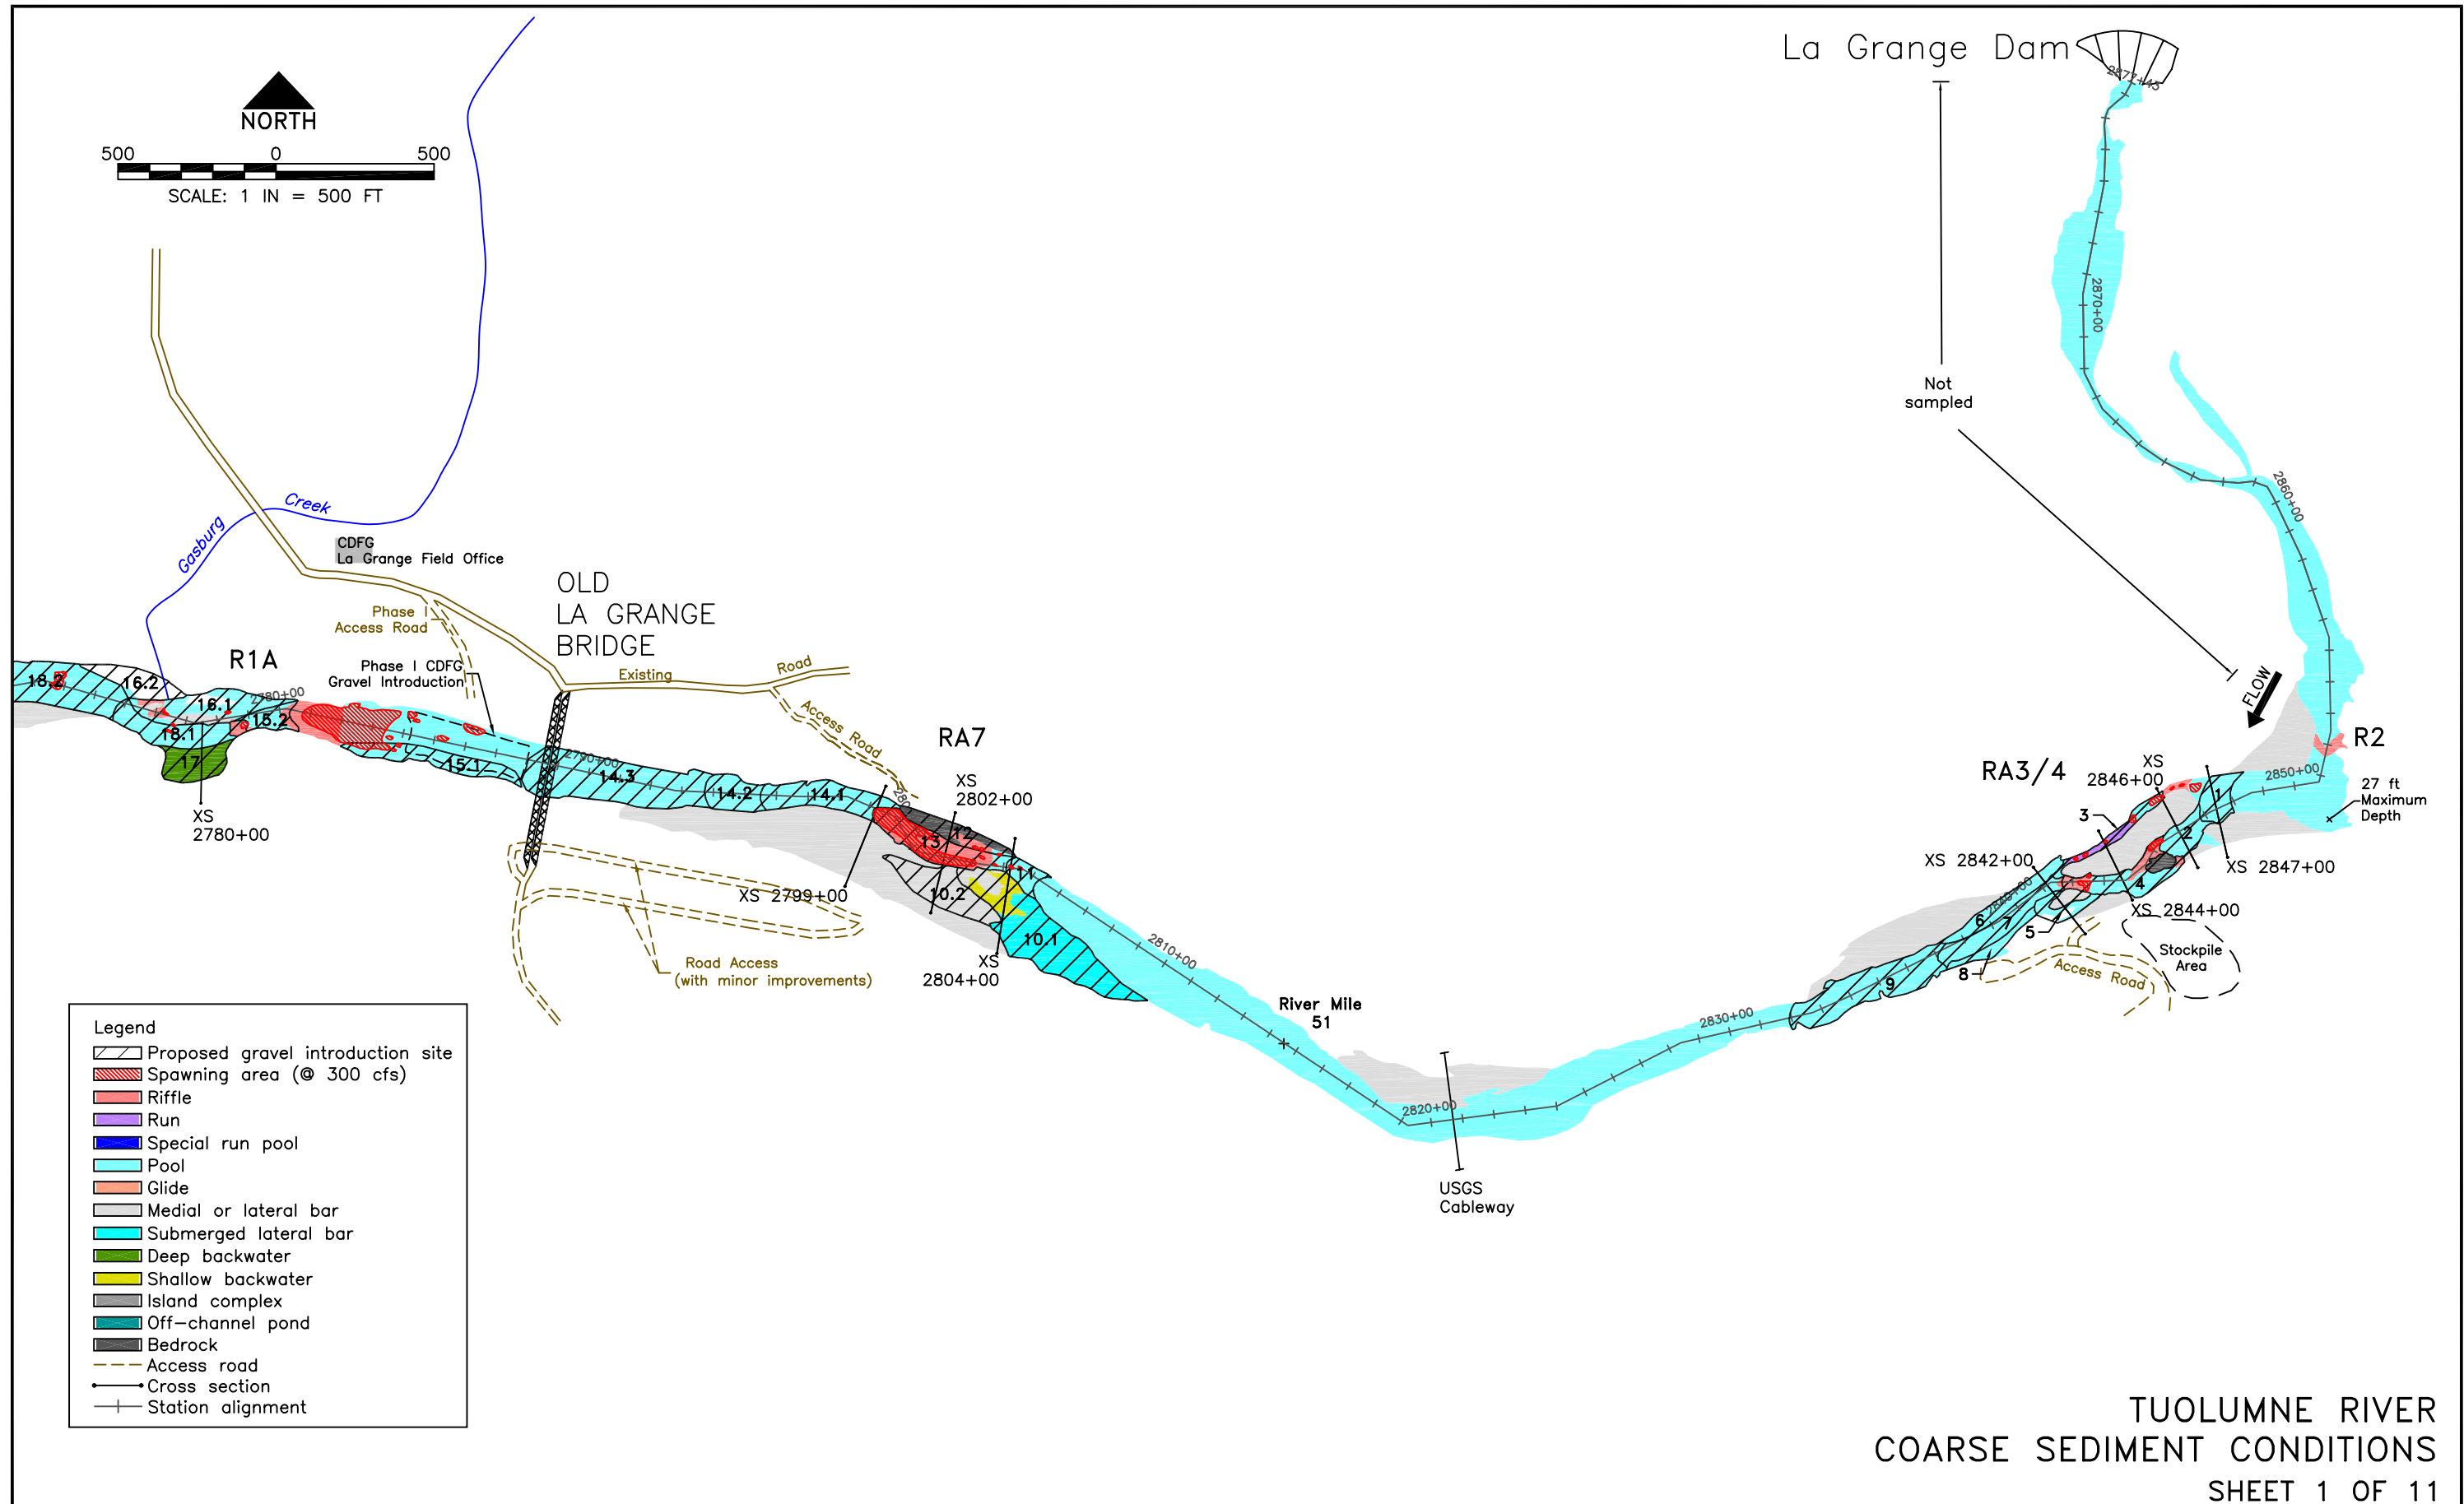 La Grange Dam
2877+45
NORTH
500 0 500
SCALE: 1 IN = 500 FT
2870+00
Not
sampled
2860+00
Creek
Gasburg
CDFG
La Grange Field Office
OLD
LA GRANGE
BRIDGE
Phase I
Access Road
Phase I CDFG
Gravel Introduction
Existing
Road
Access Road
R1A
18.2
16.2
16.1
2780+00
15.2
18.1
17
XS
2780+00
15.1
2790+00
14.3
14.2
14.1
RA7
XS
2802+00
12
13
11
10.2
10.1
XS 2799+00
XS
2804+00
Road Access
(with minor improvements)
2810+00
River Mile
51
2820+00
USGS
Cableway
2830+00
FLOW
R2
2850+00
27 ft
Maximum
Depth
RA3/4
XS
2846+00
1
2
3
XS 2842+00
XS 2847+00
4
2840+00
XS 2844+00
6
7
5
8
9
Stockpile
Area
Access Road
Legend
Proposed gravel introduction site
Spawning area (@ 300 cfs)
Riffle
Run
Special run pool
Pool
Glide
Medial or lateral bar
Submerged lateral bar
Deep backwater
Shallow backwater
Island complex
Off-channel pond
Bedrock
Access road
Cross section
Station alignment
TUOLUMNE RIVER
COARSE SEDIMENT CONDITIONS
SHEET 1 OF 11